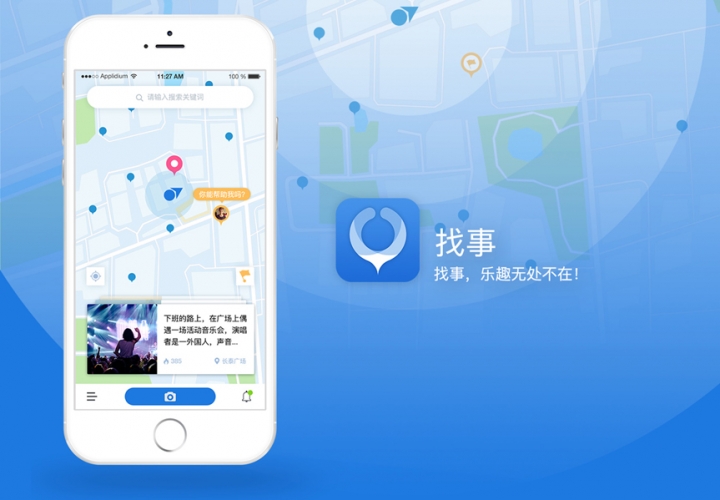 Applidium
11:27 AM
100 %
请输入搜索关键词
你能帮助我吗?
找事
找事，乐趣无处不在!
下班的路上，在广场上偶
遇一场活动音乐会，演唱
者是一外国人，声音...